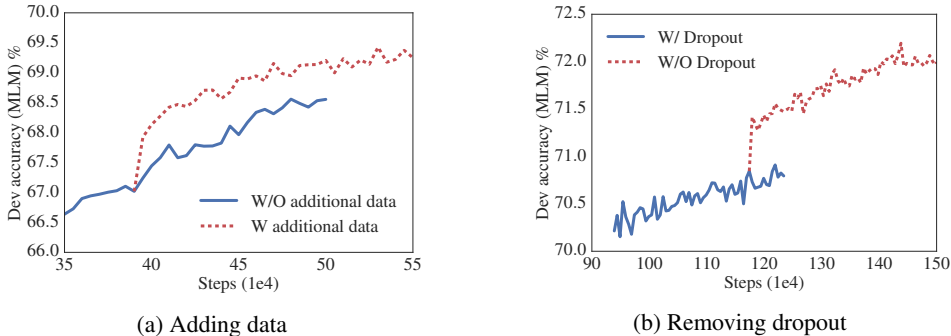 70.0
69.5
69.0
68.5
68.0
67.5
67.0
66.5
66.0
Dev accuracy (MLM) %
W/O additional data
W additional data
35 40 45 50 55
Steps (1e4)
(a) Adding data
72.5
72.0
71.5
71.0
70.5
70.0
Dev accuracy (MLM) %
W/ Dropout
W/O Dropout
90 100 110 120 130 140 150
Steps (1e4)
(b) Removing dropout